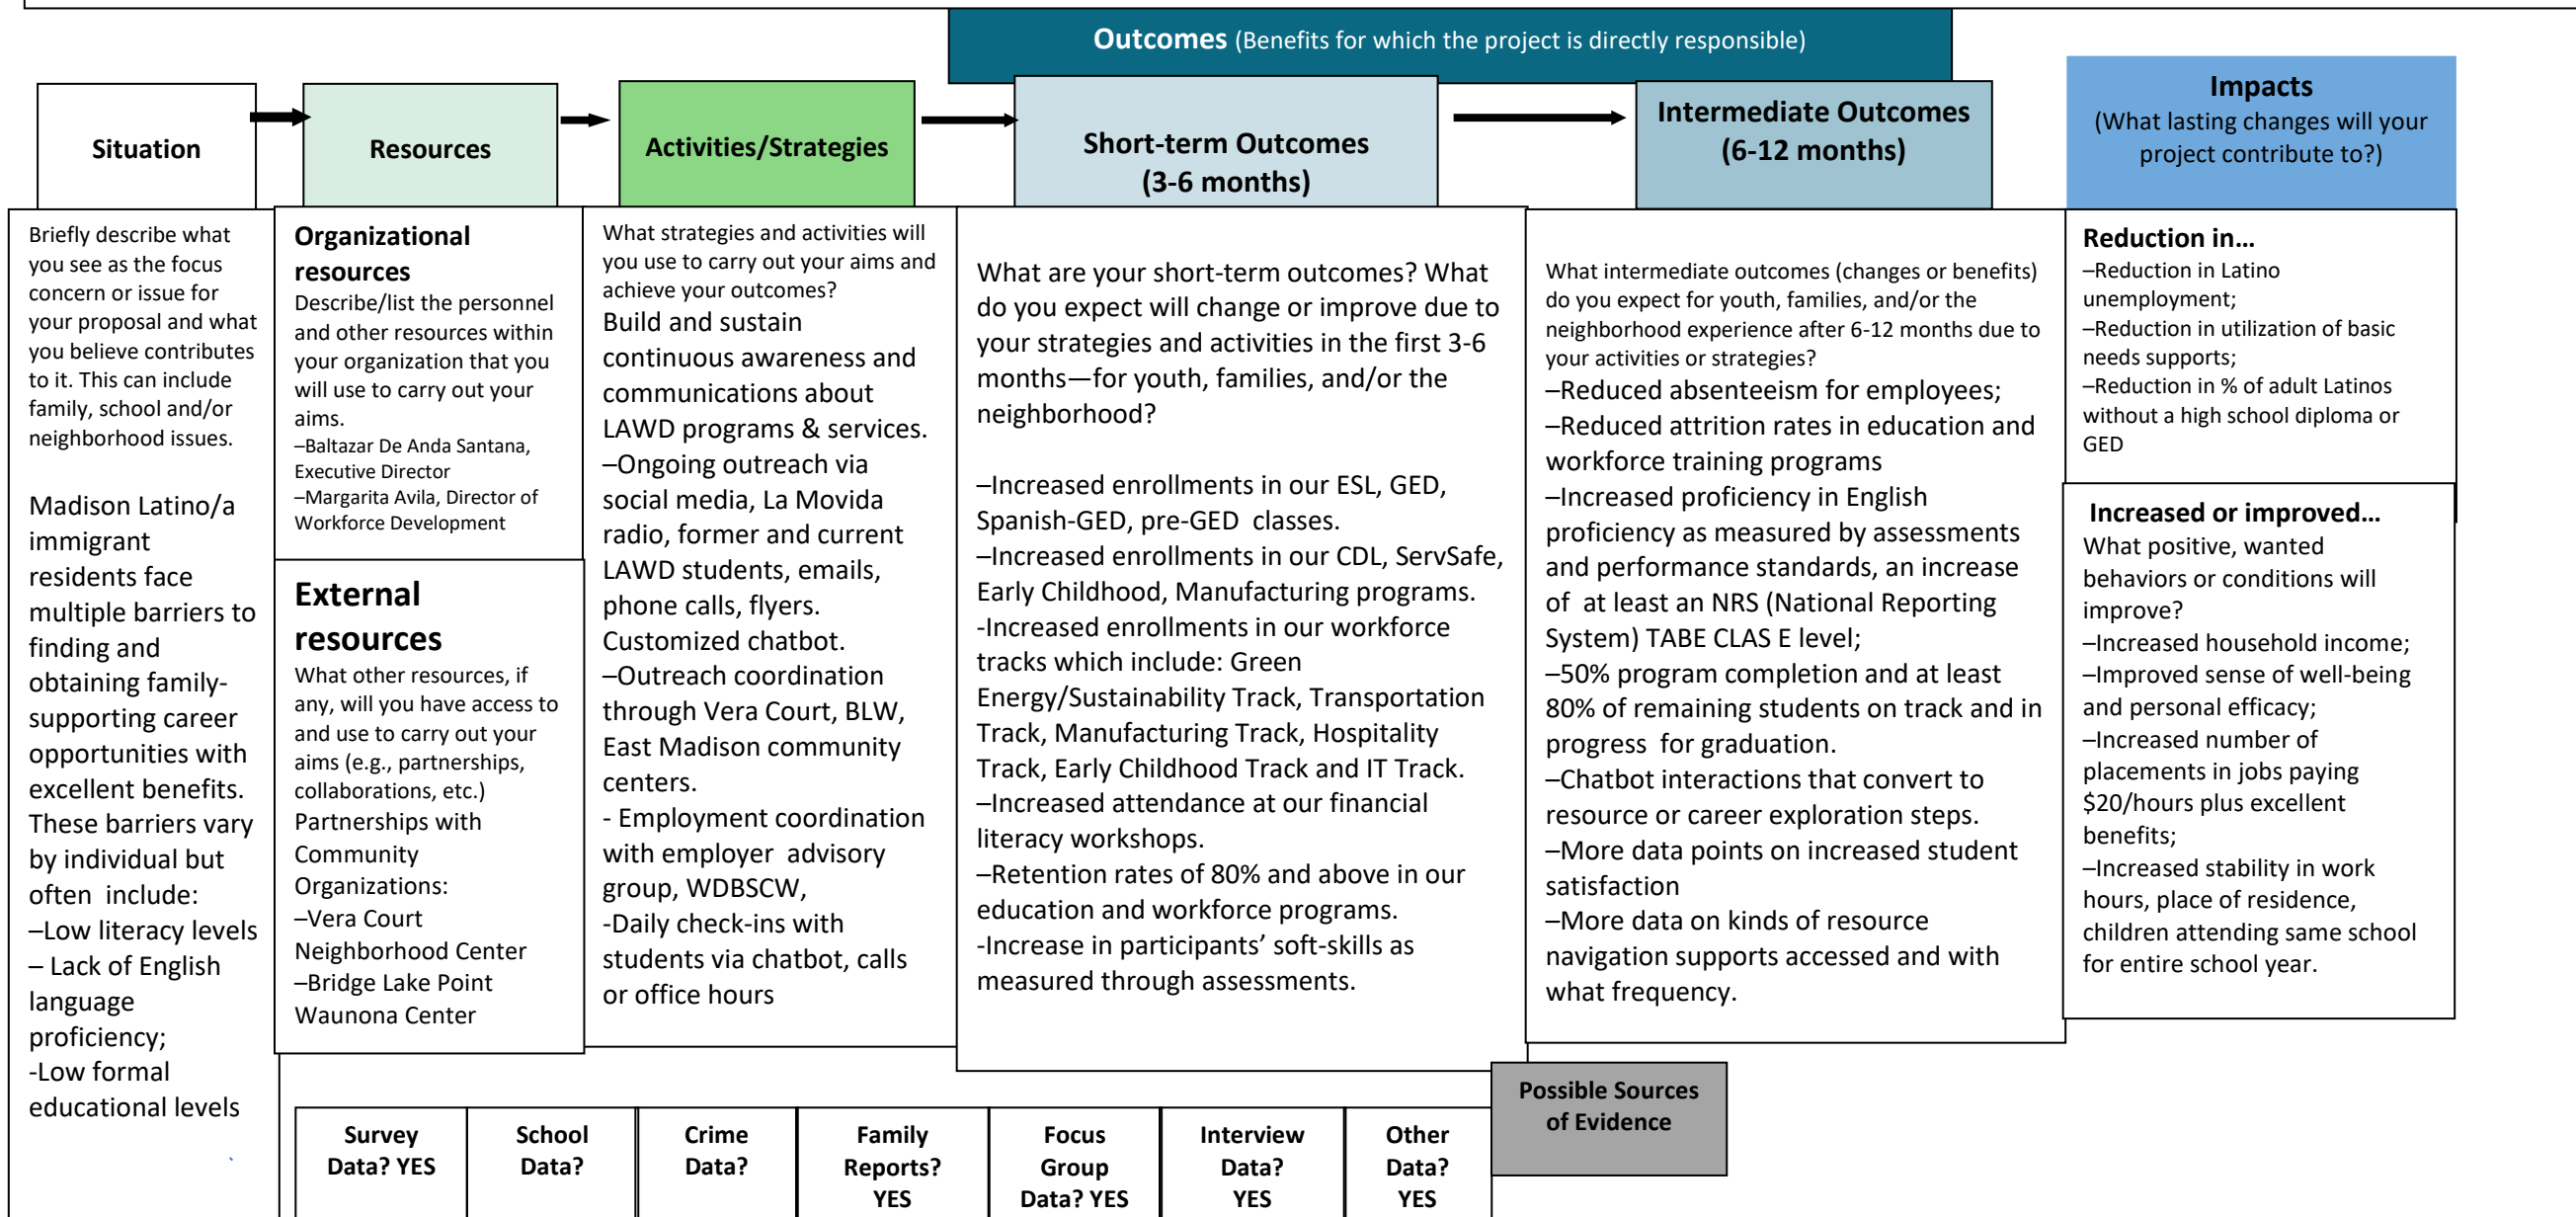 Outcomes (Benefits for which the project is directly responsible)
Situation
Resources
Activities/Strategies
Short-term Outcomes
(3-6 months)
Intermediate Outcomes
(6-12 months)
Impacts
(What lasting changes will your
project contribute to?)
Briefly describe what
you see as the focus
concern or issue for
your proposal and what
you believe contributes
to it. This can include
family, school and/or
neighborhood issues.
Madison Latino/a
immigrant
residents face
multiple barriers to
finding and
obtaining family-
supporting career
opportunities with
excellent benefits.
These barriers vary
by individual but
often  include:
–Low literacy levels
– Lack of English
language
proficiency;
-Low formal
educational levels
Organizational
resources
Describe/list the personnel
and other resources within
your organization that you
will use to carry out your
aims.
–Baltazar De Anda Santana,
Executive Director
–Margarita Avila, Director of
Workforce Development
External
resources
What other resources, if
any, will you have access to
and use to carry out your
aims (e.g., partnerships,
collaborations, etc.)
Partnerships with
Community
Organizations:
–Vera Court
Neighborhood Center
–Bridge Lake Point
Waunona Center
What strategies and activities will
you use to carry out your aims and
achieve your outcomes?
Build and sustain
continuous awareness and
communications about
LAWD programs & services.
–Ongoing outreach via
social media, La Movida
radio, former and current
LAWD students, emails,
phone calls, flyers.
Customized chatbot.
–Outreach coordination
through Vera Court, BLW,
East Madison community
centers.
- Employment coordination
with employer  advisory
group, WDBSCW,
-Daily check-ins with
students via chatbot, calls
or office hours
What are your short-term outcomes? What
do you expect will change or improve due to
your strategies and activities in the first 3-6
months—for youth, families, and/or the
neighborhood?
–Increased enrollments in our ESL, GED,
Spanish-GED, pre-GED  classes.
–Increased enrollments in our CDL, ServSafe,
Early Childhood, Manufacturing programs.
-Increased enrollments in our workforce
tracks which include: Green
Energy/Sustainability Track, Transportation
Track, Manufacturing Track, Hospitality
Track, Early Childhood Track and IT Track.
–Increased attendance at our financial
literacy workshops.
–Retention rates of 80% and above in our
education and workforce programs.
-Increase in participants’ soft-skills as
measured through assessments.
What intermediate outcomes (changes or benefits)
do you expect for youth, families, and/or the
neighborhood experience after 6-12 months due to
your activities or strategies?
–Reduced absenteeism for employees;
–Reduced attrition rates in education and
workforce training programs
–Increased proficiency in English
proficiency as measured by assessments
and performance standards, an increase
of  at least an NRS (National Reporting
System) TABE CLAS E level;
–50% program completion and at least
80% of remaining students on track and in
progress  for graduation.
–Chatbot interactions that convert to
resource or career exploration steps.
–More data points on increased student
satisfaction
–More data on kinds of resource
navigation supports accessed and with
what frequency.
Reduction in…
–Reduction in Latino
unemployment;
–Reduction in utilization of basic
needs supports;
–Reduction in % of adult Latinos
without a high school diploma or
GED
Increased or improved…
What positive, wanted
behaviors or conditions will
improve?
–Increased household income;
–Improved sense of well-being
and personal efficacy;
–Increased number of
placements in jobs paying
$20/hours plus excellent
benefits;
–Increased stability in work
hours, place of residence,
children attending same school
for entire school year.
Possible Sources
of Evidence
Survey
Data? YES
School
Data?
Crime
Data?
Family
Reports?
YES
Focus
Group
Data? YES
Interview
Data?
YES
Other
Data?
YES